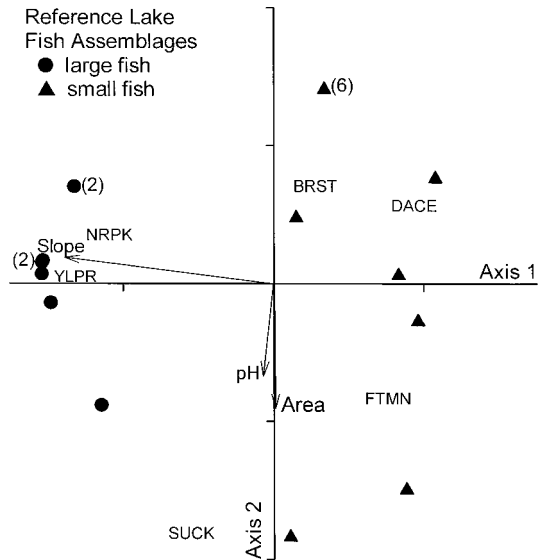 Reference Lake
Fish Assemblages
large fish
small fish
(6)
(2)
BRST
DACE
NRPK
Slope
(2)
YLPR
Axis 1
pH
Area
FTMN
SUCK
Axis 2